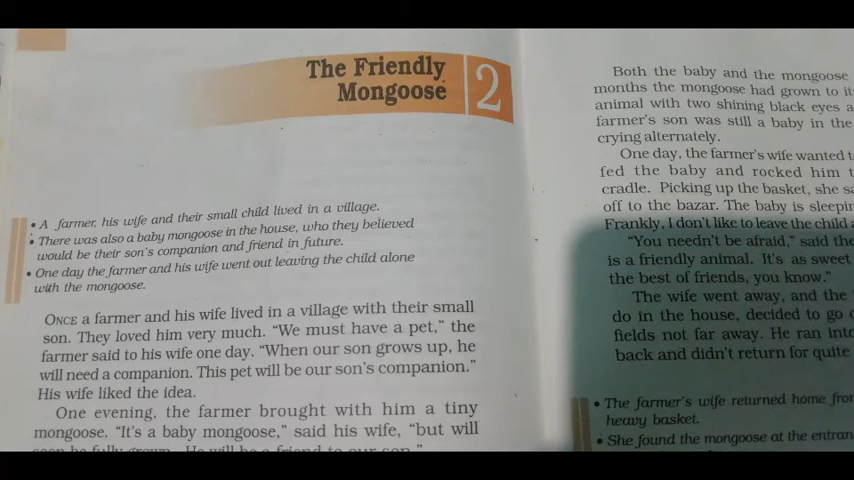 The Friendly
Mongoose
2
• A farmer, his wife and their small child lived in a village.
• There was also a baby mongoose in the house, who they believed
would be their son's companion and friend in future.
• One day the farmer and his wife went out leaving the child alone
with the mongoose.
ONCE a farmer and his wife lived in a village with their small
son. They loved him very much. “We must have a pet,” the
farmer said to his wife one day. “When our son grows up, he
will need a companion. This pet will be our son's companion.”
His wife liked the idea.
One evening, the farmer brought with him a tiny
mongoose. “It's a baby mongoose,” said his wife, “but will
soon be fully grown. He will be a friend to our son.”
Both the baby and the mongoose
months the mongoose had grown to
animal with two shining black eyes
farmer's son was still a baby in the
crying alternately.
One day, the farmer's wife wanted
fed the baby and rocked him
cradle. Picking up the basket, she
off to the bazar. The baby is
Frankly, I don't like to leave the child
“You needn't be afraid,” said the
is a friendly animal. It's as sweet
the best of friends, you know.”
The wife went away, and the
do in the house, decided to go
fields not far away. He ran
back and didn't return for quite
• The farmer's wife returned home
heavy basket.
• She found the mongoose at the